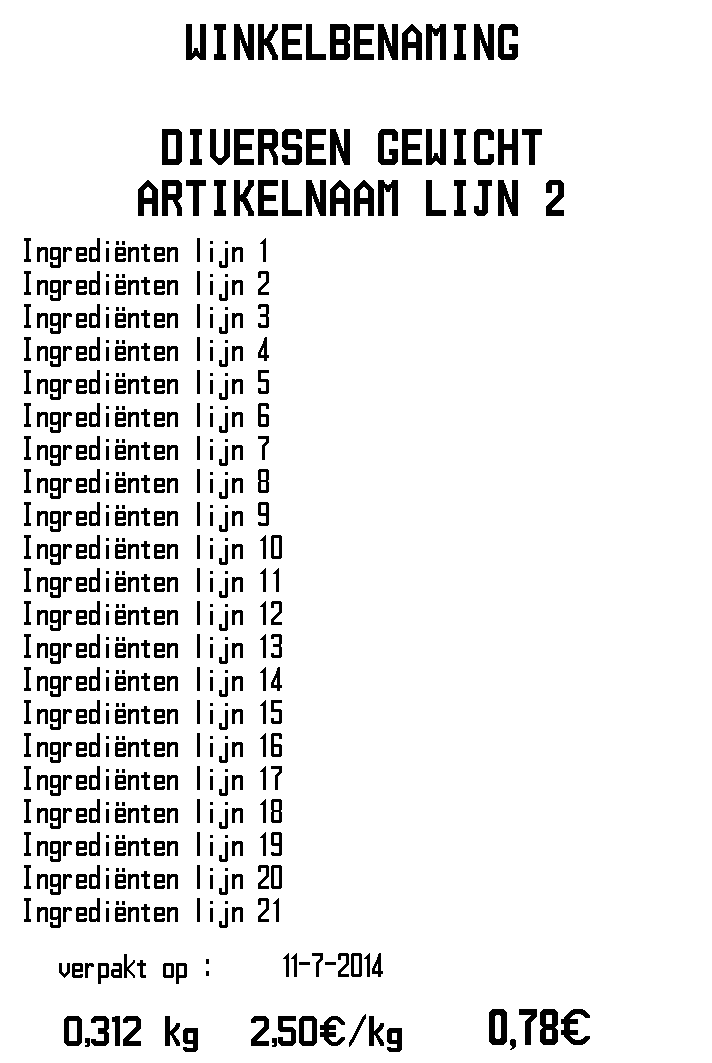 WINKELBENAMING
DIVERSEN GEWICHT
ARTIKELNAAM LIJN 2
Ingrediënten lijn 1
Ingrediënten lijn 2
Ingrediënten lijn 3
Ingrediënten lijn 4
Ingrediënten lijn 5
Ingrediënten lijn 6
Ingrediënten lijn 7
Ingrediënten lijn 8
Ingrediënten lijn 9
Ingrediënten lijn 10
Ingrediënten lijn 11
Ingrediënten lijn 12
Ingrediënten lijn 13
Ingrediënten lijn 14
Ingrediënten lijn 15
Ingrediënten lijn 16
Ingrediënten lijn 17
Ingrediënten lijn 18
Ingrediënten lijn 19
Ingrediënten lijn 20
Ingrediënten lijn 21
verpakt op : 11-7-2014
0,312 kg 2,50€/kg 0,78€